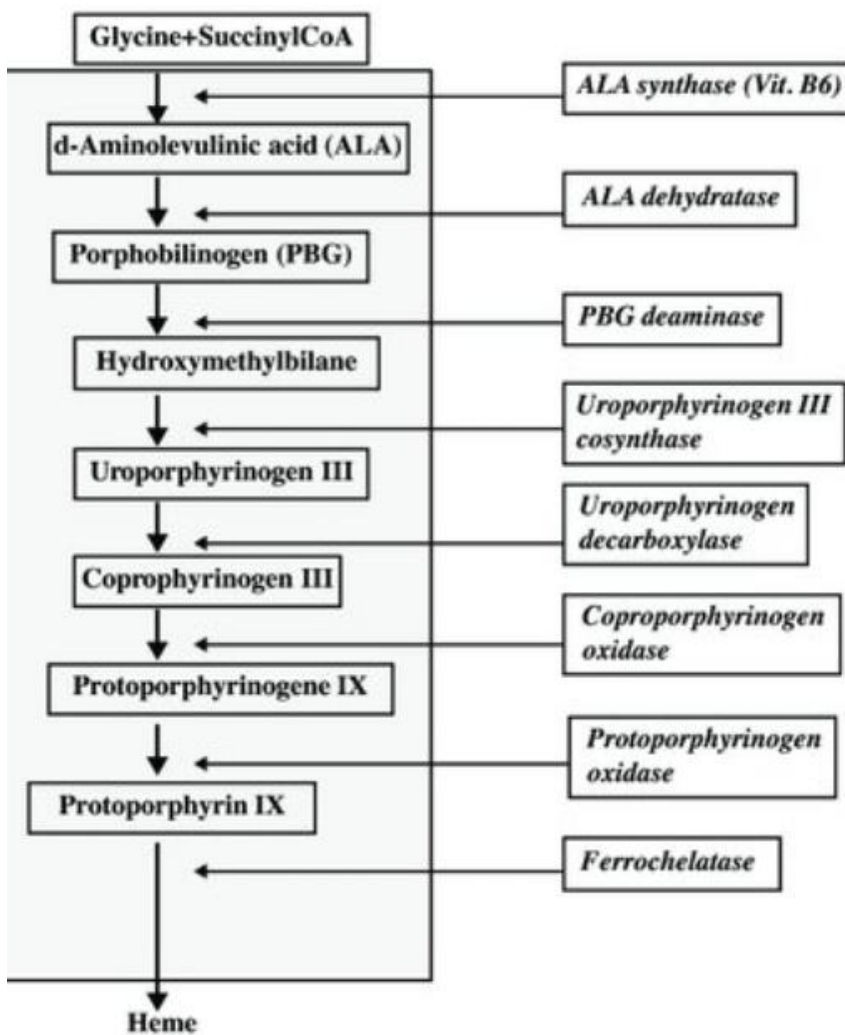 Glycine+SuccinylCoA
ALA synthase (Vit. B6)
d-Aminolevulinic acid (ALA)
ALA dehydratase
Porphobilinogen (PBG)
PBG deaminase
Hydroxymethylbilane
Uroporphyrinogen III
cosynthase
Uroporphyrinogen III
Uroporphyrinogen
decarboxylase
Coprophyrinogen III
Coproporphyrinogen
oxidase
Protoporphyrinogene IX
Protoporphyrinogen
oxidase
Protoporphyrin IX
Ferrochelatase
Heme